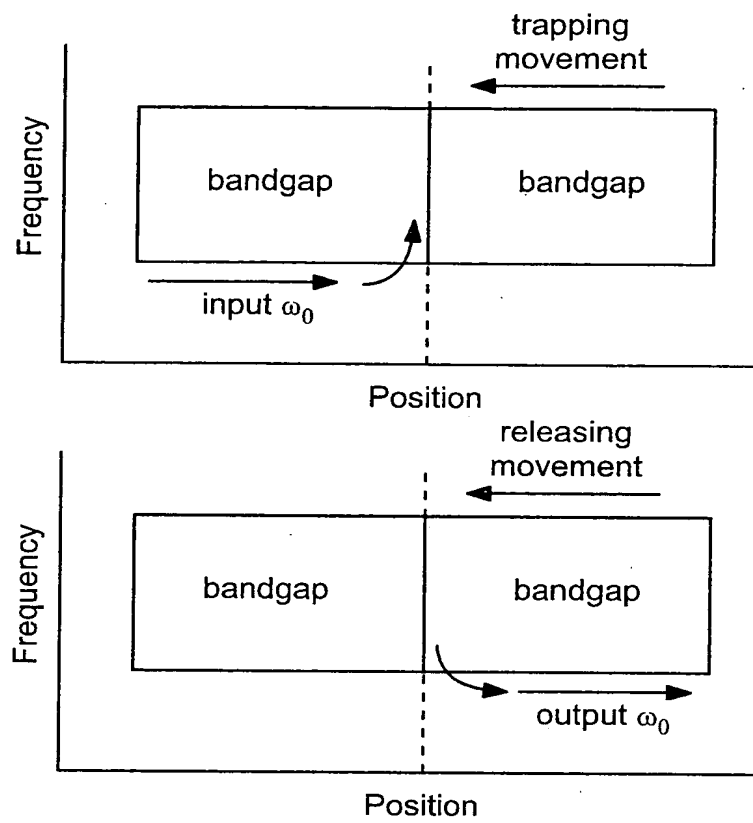 trapping
movement
Frequency
bandgap
bandgap
input ω₀
Position
releasing
movement
Frequency
bandgap
bandgap
output ω₀
Position